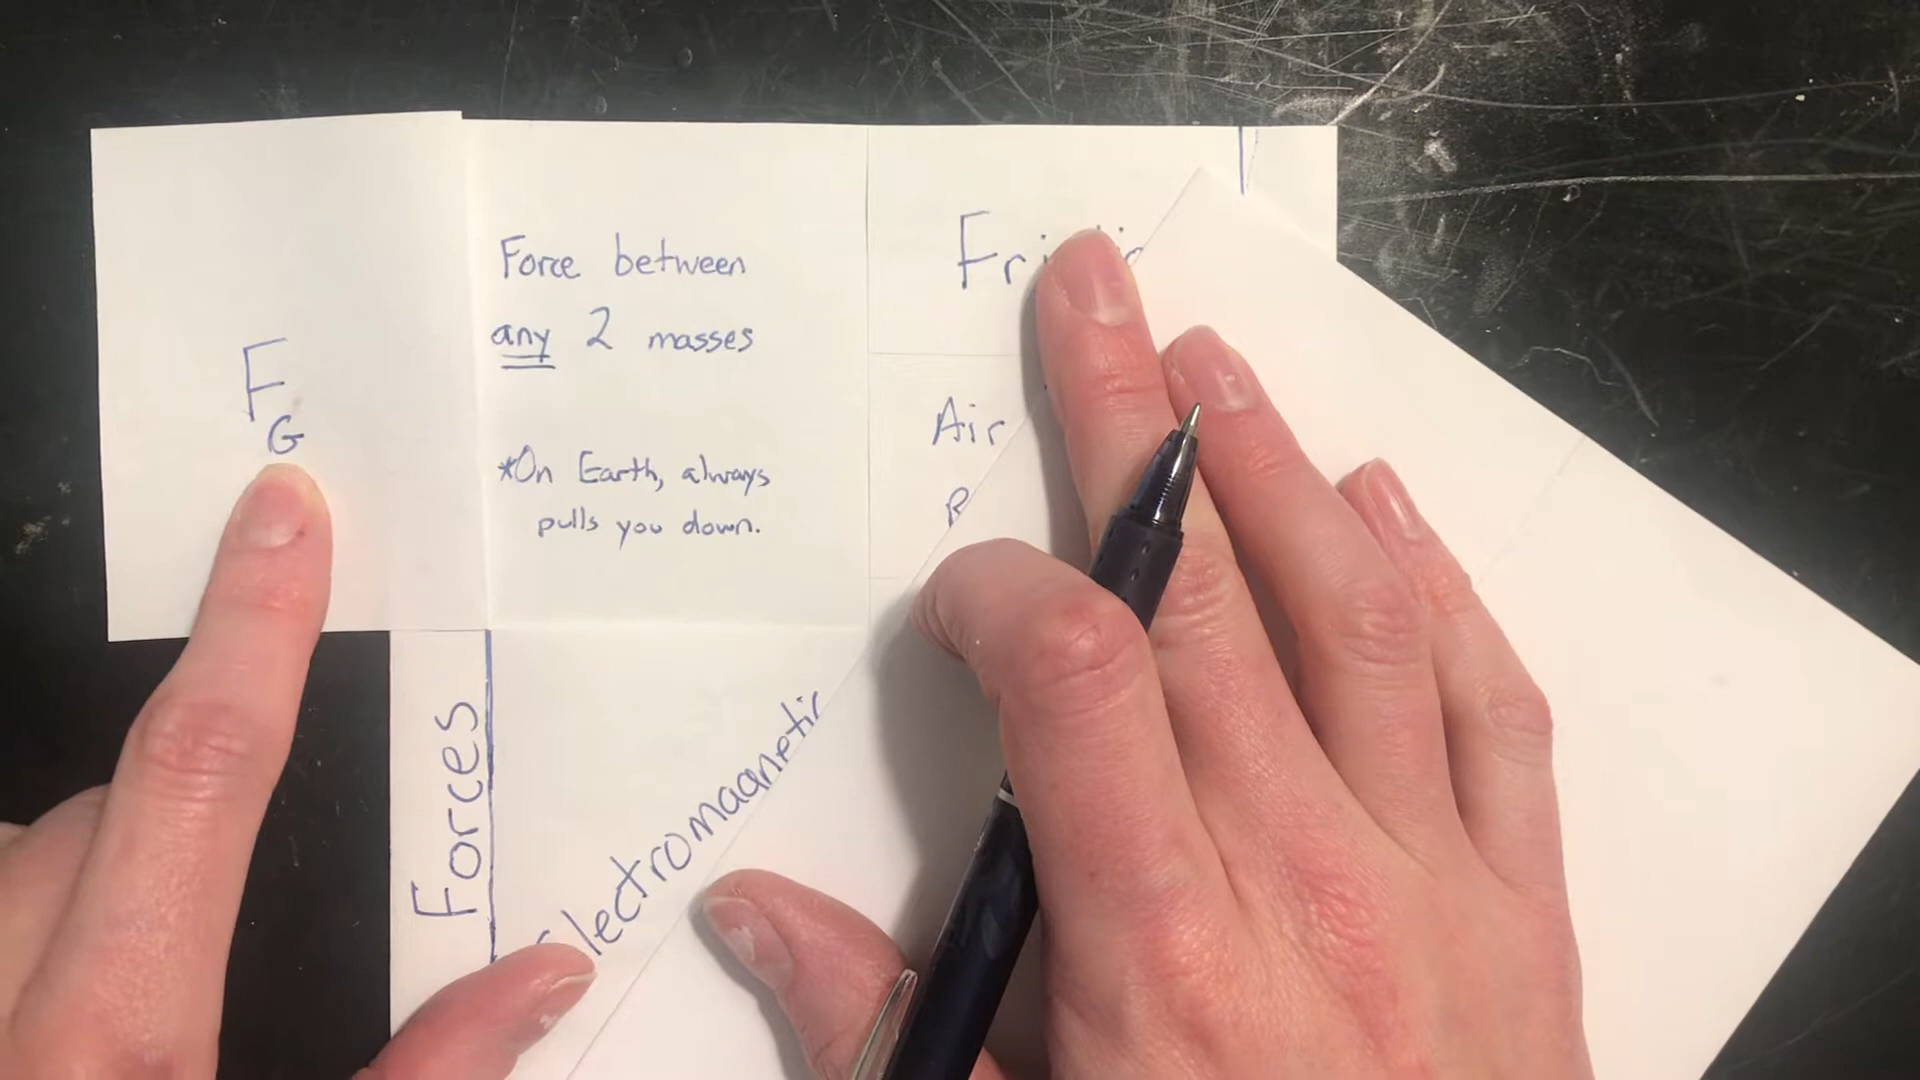 F
G
Force between
any 2 masses
*On Earth, always
pulls you down.
Air
Forces